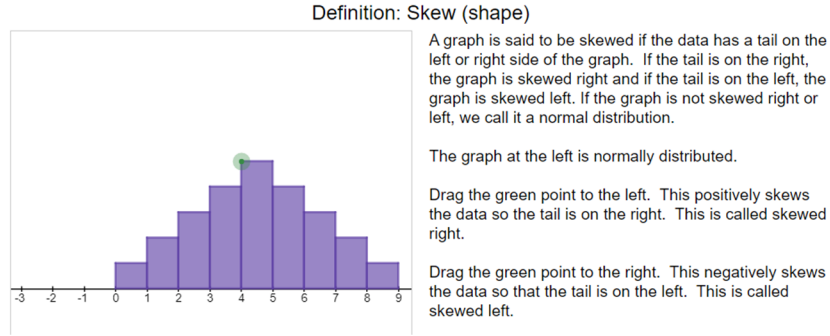 Definition: Skew (shape)
A graph is said to be skewed if the data has a tail on the
left or right side of the graph.  If the tail is on the right,
the graph is skewed right and if the tail is on the left, the
graph is skewed left. If the graph is not skewed right or
left, we call it a normal distribution.
The graph at the left is normally distributed.
Drag the green point to the left.  This positively skews
the data so the tail is on the right.  This is called skewed
right.
Drag the green point to the right.  This negatively skews
the data so that the tail is on the left.  This is called
skewed left.
-3 -2 -1 0 1 2 3 4 5 6 7 8 9